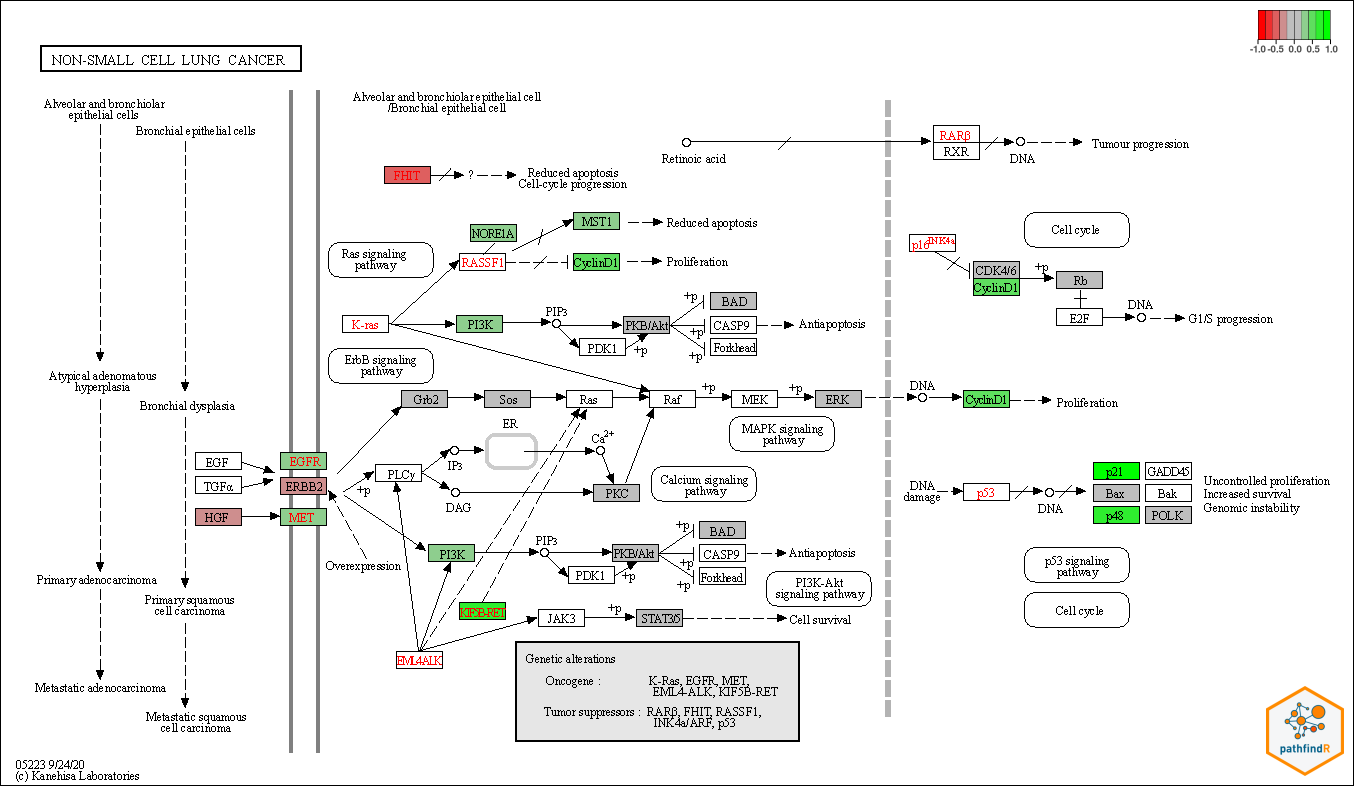 -1.0 -0.5 0.0 0.5 1.0
NON-SMALL CELL LUNG CANCER
Alveolar and bronchiolar
epithelial cells
Bronchial epithelial cells
Alveolar and bronchiolar epithelial cell
/Bronchial epithelial cell
Retinoic acid
RARβ
RXR
DNA
Tumour progression
FHIT
?
Reduced apoptosis
Cell-cycle progression
NORE1A
MST1
Reduced apoptosis
Ras signaling
pathway
RASSF1
CyclinD1
Proliferation
p16INK4a
Cell cycle
CDK4/6
CyclinD1
+p
Rb
E2F
DNA
G1/S progression
K-ras
PI3K
PIP3
PDK1
+p
PKB/Akt
+p
+p
+p
BAD
CASP9
Forkhead
Antiapoptosis
ErbB signaling
pathway
Atypical adenomatous
hyperplasia
Bronchial dysplasia
Grb2
Sos
Ras
Raf
+p
MEK
+p
ERK
DNA
CyclinD1
Proliferation
MAPK signaling
pathway
ER
Ca2+
IP3
EGF
TGFα
HGF
EGFR
ERBB2
MET
+p
PLCγ
DAG
PKC
Calcium signaling
pathway
Overexpression
DNA
damage
p53
DNA
p21
GADD45
Bax
Bak
p48
POLK
Uncontrolled proliferation
Increased survival
Genomic instability
PI3K
PIP3
PDK1
+p
PKB/Akt
+p
+p
+p
BAD
CASP9
Forkhead
Antiapoptosis
PI3K-Akt
signaling pathway
p53 signaling
pathway
Cell cycle
Primary adenocarcinoma
Primary squamous
cell carcinoma
KIF5B-RET
JAK3
+p
STAT3/5
Cell survival
EML4ALK
Genetic alterations
Oncogene : K-Ras, EGFR, MET,
EML4-ALK, KIF5B-RET
Tumor suppressors : RARβ, FHIT, RASSF1,
INK4a/ARF, p53
Metastatic adenocarcinoma
Metastatic squamous
cell carcinoma
05223 9/24/20
(c) Kanehisa Laboratories
pathfindR